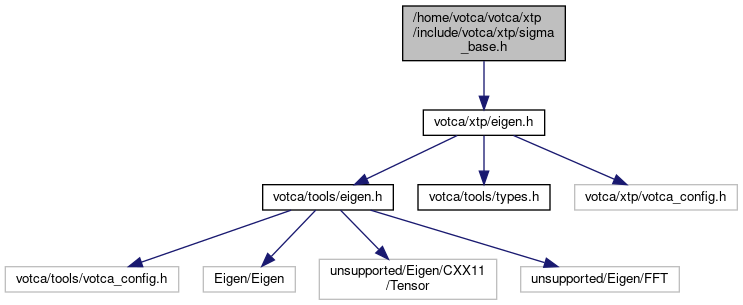 /home/votca/votca/xtp
/include/votca/xtp/sigma
_base.h
votca/xtp/eigen.h
votca/tools/eigen.h
votca/tools/types.h
votca/xtp/votca_config.h
votca/tools/votca_config.h
Eigen/Eigen
unsupported/Eigen/CXX11
/Tensor
unsupported/Eigen/FFT